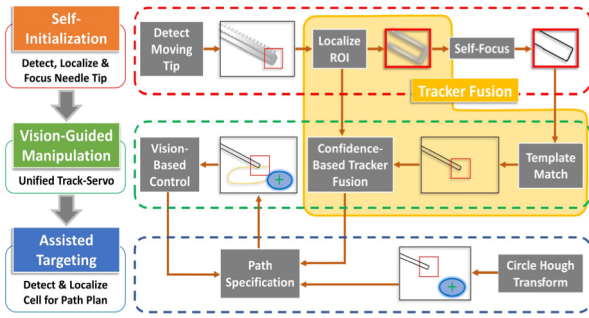 Self-
Initialization
Detect, Localize &
Focus Needle Tip
Detect
Moving
Tip
Localize
ROI
Self-Focus
Tracker Fusion
Vision-Guided
Manipulation
Unified Track-Servo
Vision-
Based
Control
Confidence-
Based Tracker
Fusion
Template
Match
Assisted
Targeting
Detect & Localize
Cell for Path Plan
Path
Specification
Circle Hough
Transform